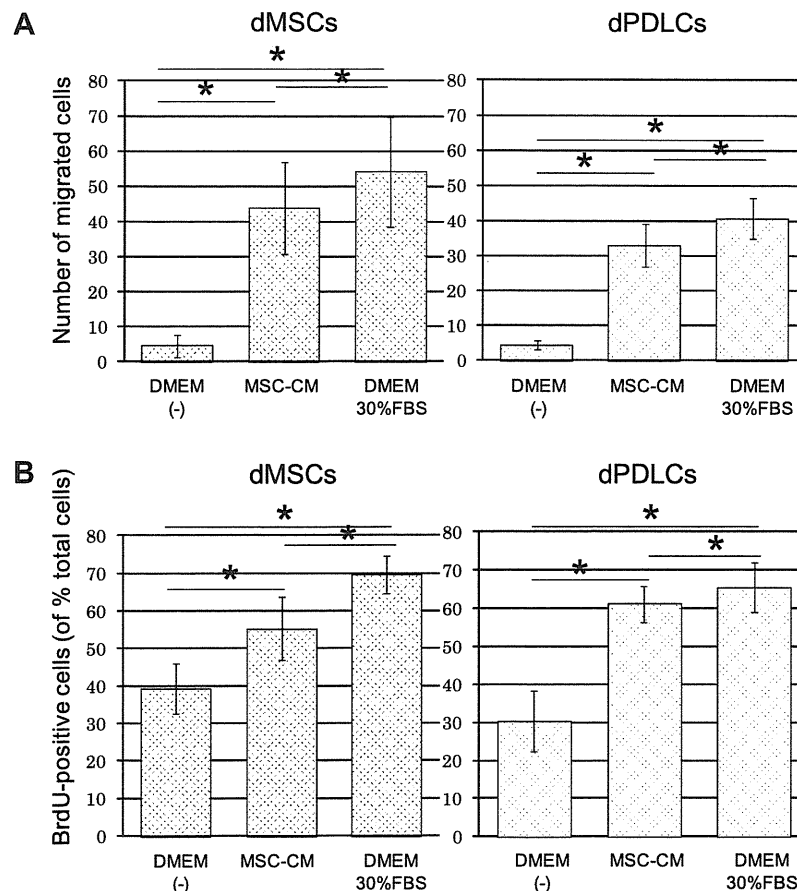 A
dMSCs
dPDLCs
*
*
*
*
*
*
Number of migrated cells
80
70
60
50
40
30
20
10
0
80
70
60
50
40
30
20
10
0
DMEM
(-)
MSC-CM
DMEM
30%FBS
DMEM
(-)
MSC-CM
DMEM
30%FBS
B
dMSCs
dPDLCs
*
*
*
*
*
*
BrdU-positive cells (of % total cells)
80
70
60
50
40
30
20
10
0
80
70
60
50
40
30
20
10
0
DMEM
(-)
MSC-CM
DMEM
30%FBS
DMEM
(-)
MSC-CM
DMEM
30%FBS